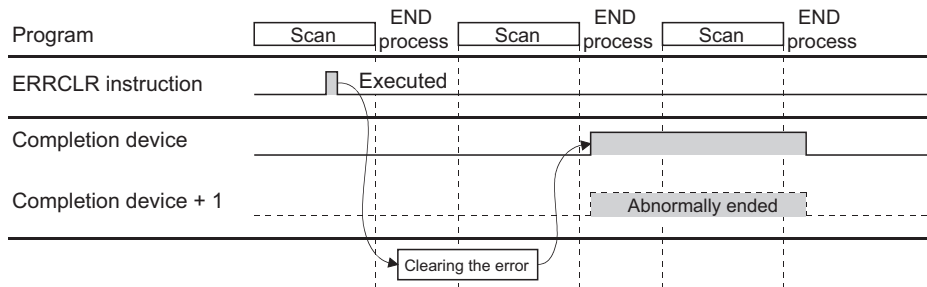 Program
Scan
END
process
Scan
END
process
Scan
END
process
ERRCLR instruction
Executed
Completion device
Completion device + 1
Abnormally ended
Clearing the error